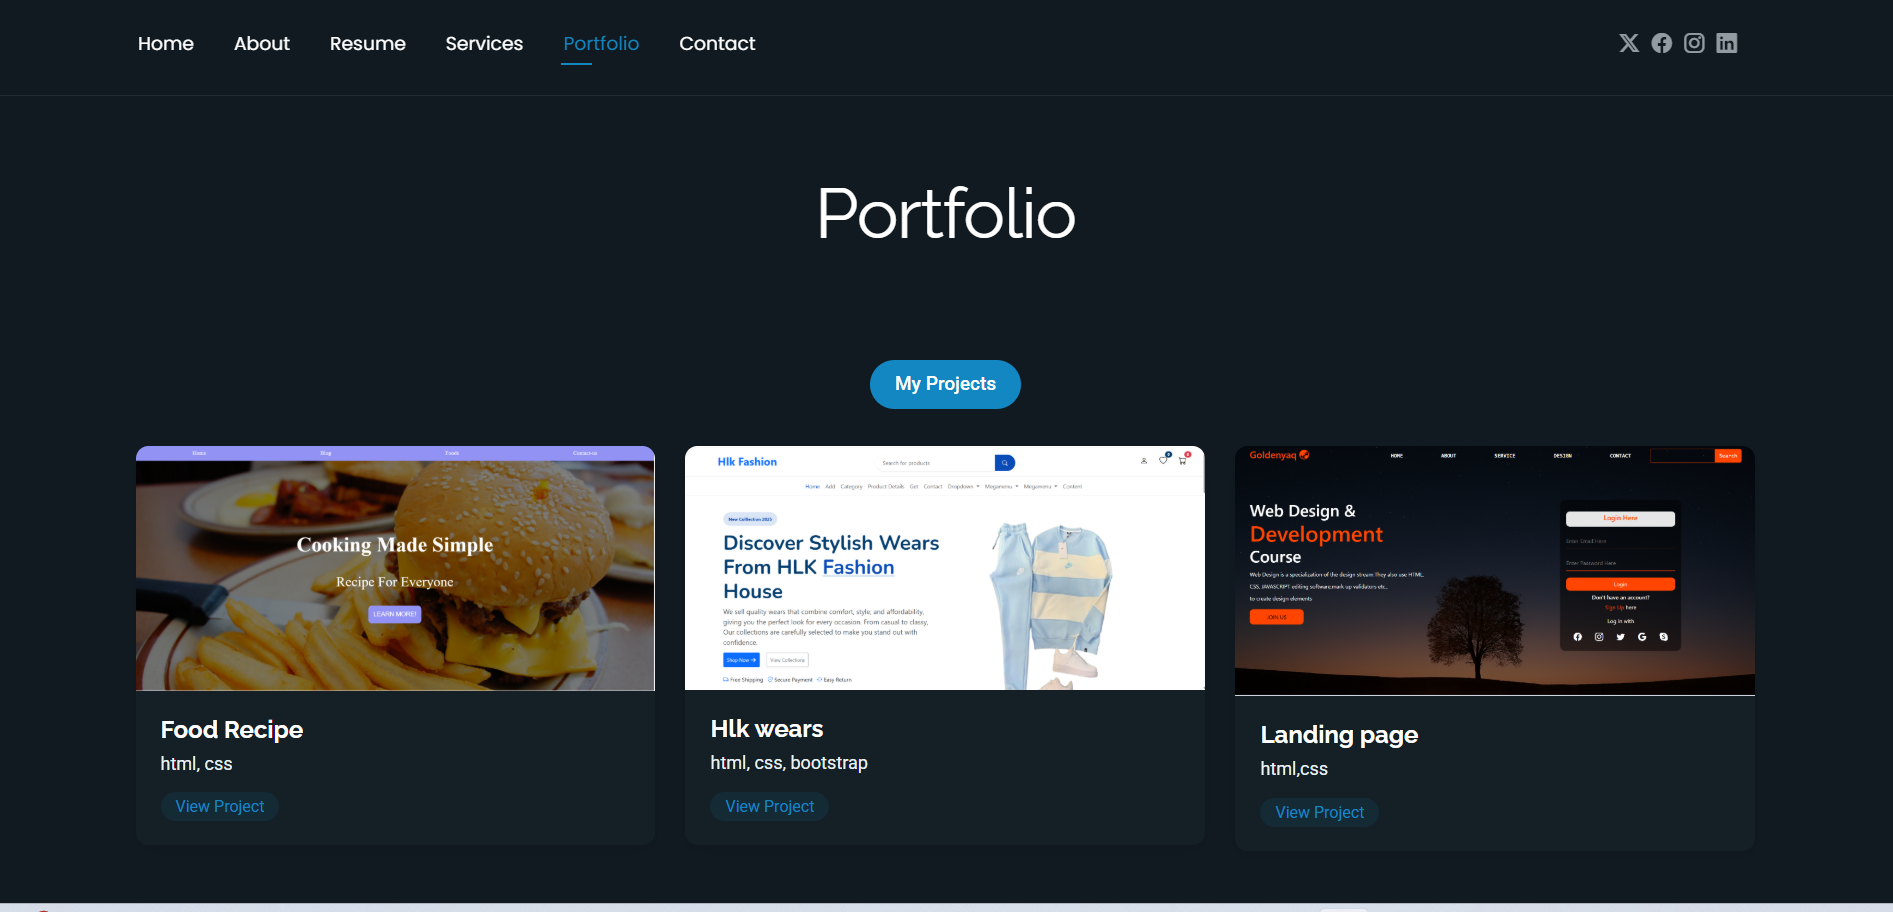 Home About Resume Services Portfolio Contact
Portfolio
My Projects
Home Blog Foods Contact-us
Cooking Made Simple
Recipe For Everyone
LEARN MORE!
Food Recipe
html, css
View Project
Hlk Fashion
Search for products
Home Add Category Product Details Get Contact Dropdown Megamenu Megamenu Content
New Collection 2025
Discover Stylish Wears
From HLK Fashion
House
We sell quality wears that combine comfort, style, and affordability,
giving you the perfect look for every occasion. From casual to classy,
Our collections are carefully selected to make you stand out with
confidence.
Shop Now → View Collections
Free Shipping Secure Payment Easy Return
Hlk wears
html, css, bootstrap
View Project
Goldenyaq HOME ABOUT SERVICE DESIGN CONTACT Search
Web Design &
Development
Course
Web Design is a specialization of the design stream.They also use HTML,
CSS, JAVASCRIPT editing software,mark up validators etc..,
to create design elements
JOIN US
Login Here
Enter Email Here
Enter Password Here
Login
Don't have an account?
Sign Up here
Log in with
Landing page
html,css
View Project